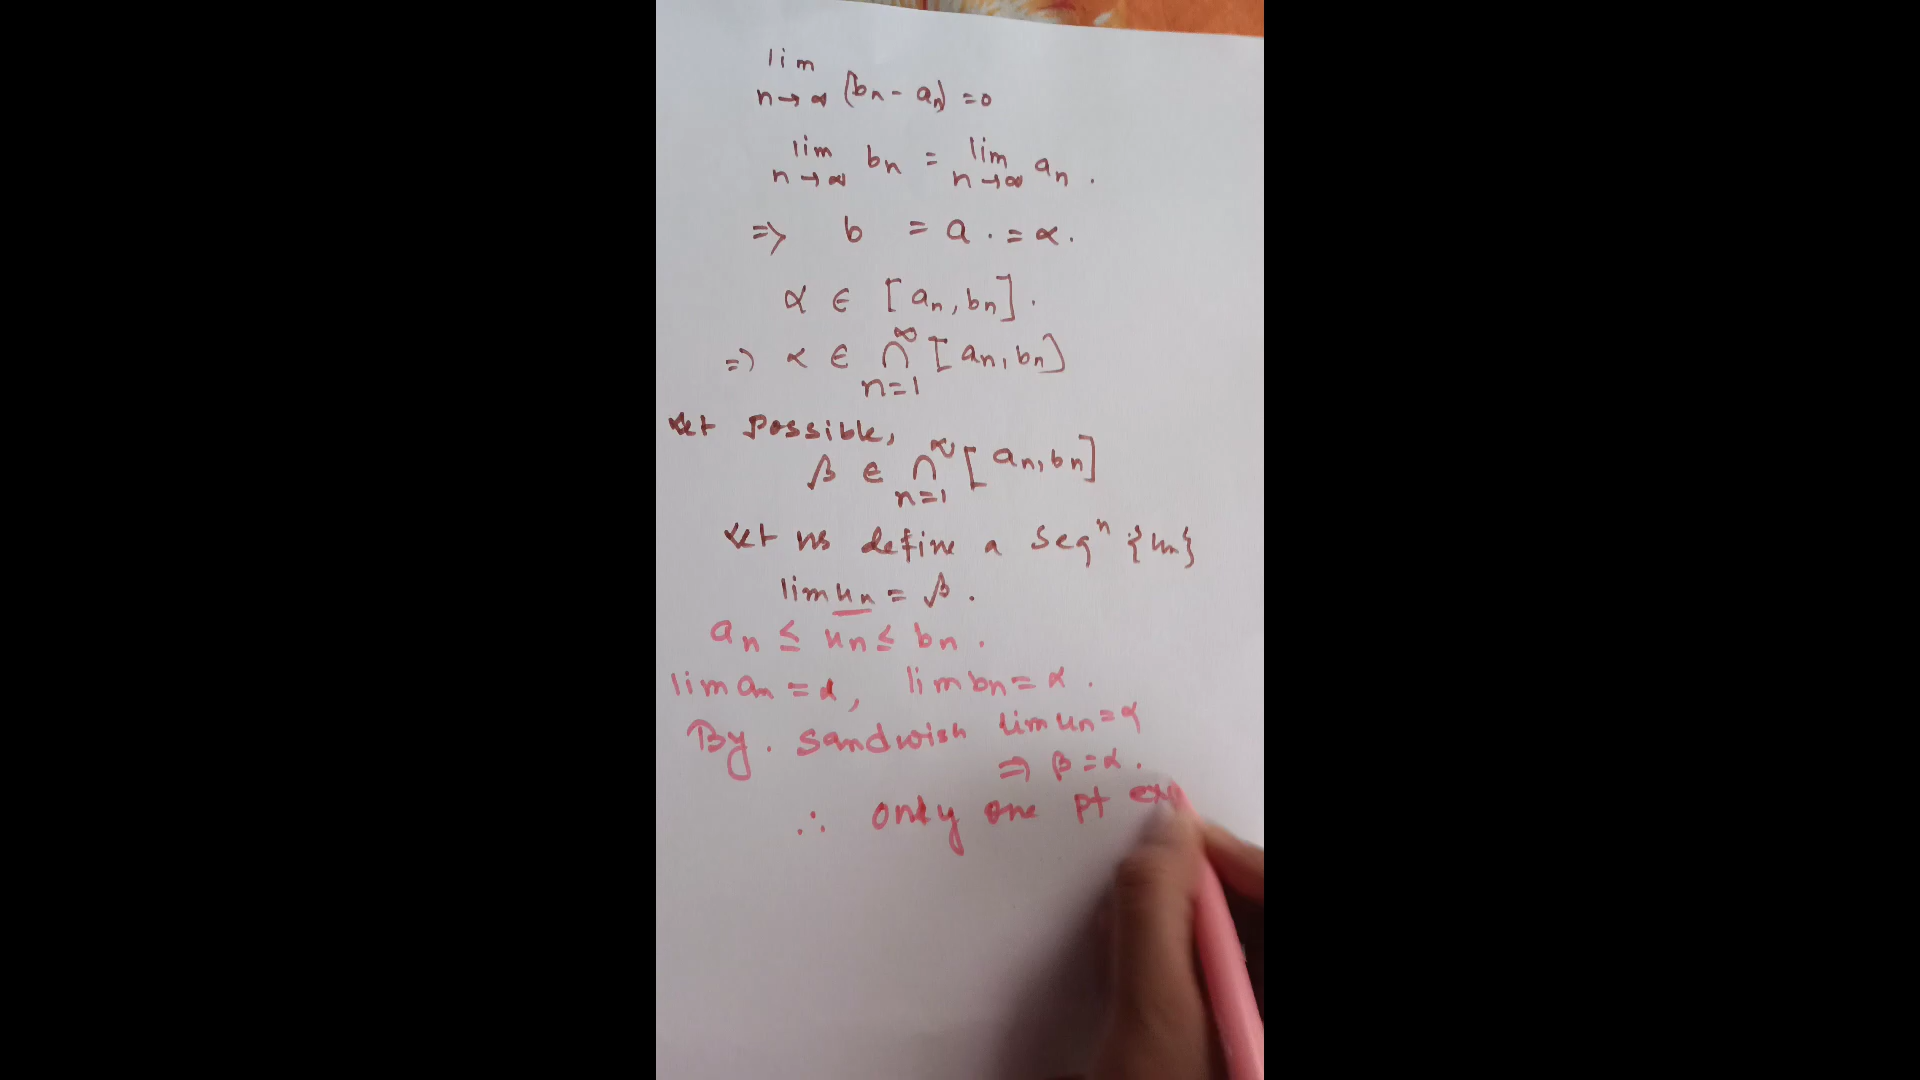 lim
n→∞ (bn - an) = 0
lim n→∞ bn = lim n→∞ an .
⇒ b = a . = α .
α ∈ [an, bn] .
⇒ α ∈ ∞ ∩ n=1 [an, bn]
Let possible,
β ∈ ∞ ∩ n=1 [an, bn]
Let us define a seqⁿ {un}
lim un = β .
an ≤ un ≤ bn .
lim an = α, lim bn = α .
By . Sandwish lim un = α
⇒ β = α .
∴ only one pt